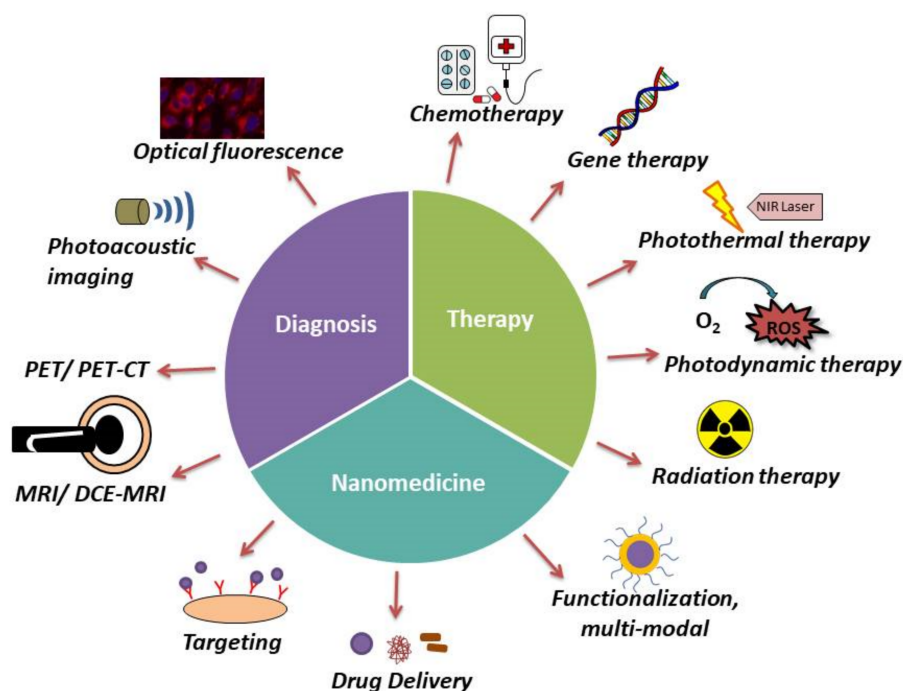 Chemotherapy
Optical fluorescence
Gene therapy
Photoacoustic
imaging
NIR Laser
Photothermal therapy
Diagnosis
Therapy
O₂
ROS
Photodynamic therapy
PET/ PET-CT
MRI/ DCE-MRI
Radiation therapy
Nanomedicine
Targeting
Drug Delivery
Functionalization,
multi-modal